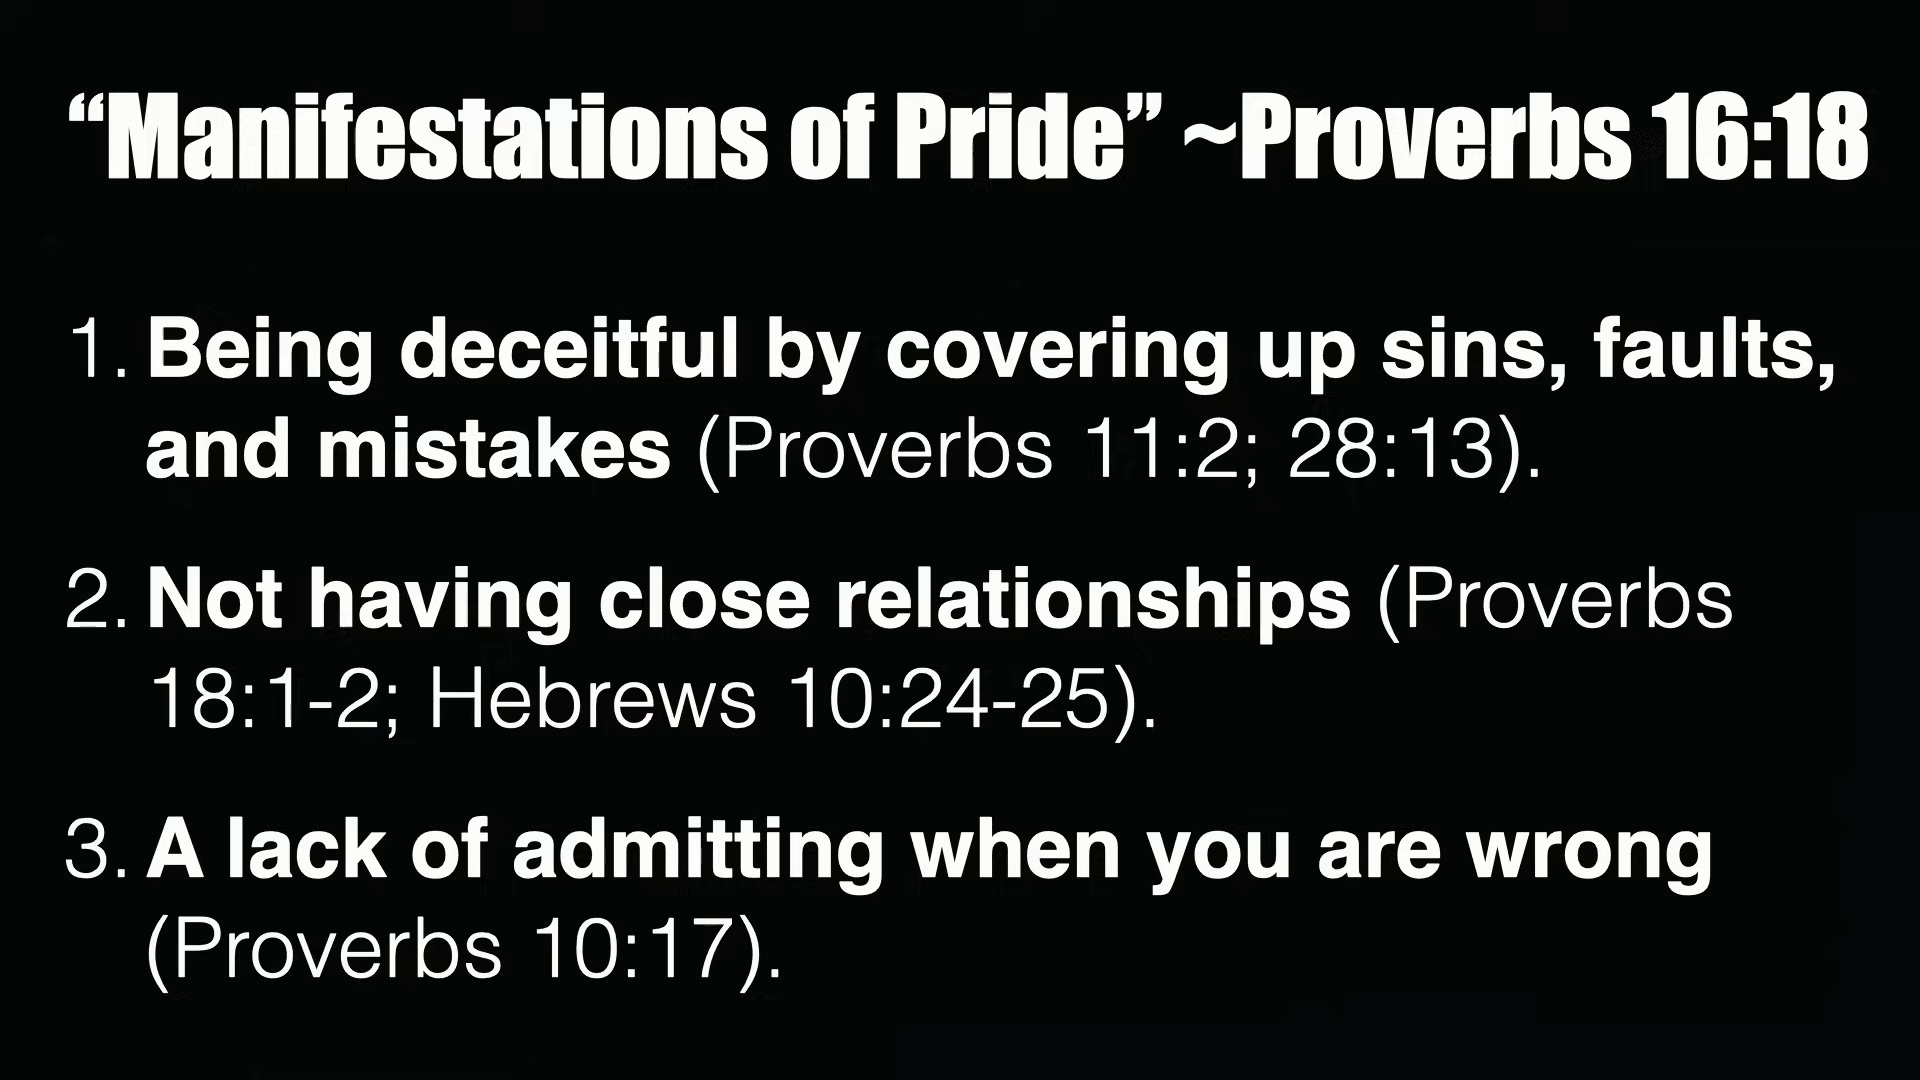 “Manifestations of Pride” ~Proverbs 16:18
1. Being deceitful by covering up sins, faults,
and mistakes (Proverbs 11:2; 28:13).
2. Not having close relationships (Proverbs
18:1-2; Hebrews 10:24-25).
3. A lack of admitting when you are wrong
(Proverbs 10:17).